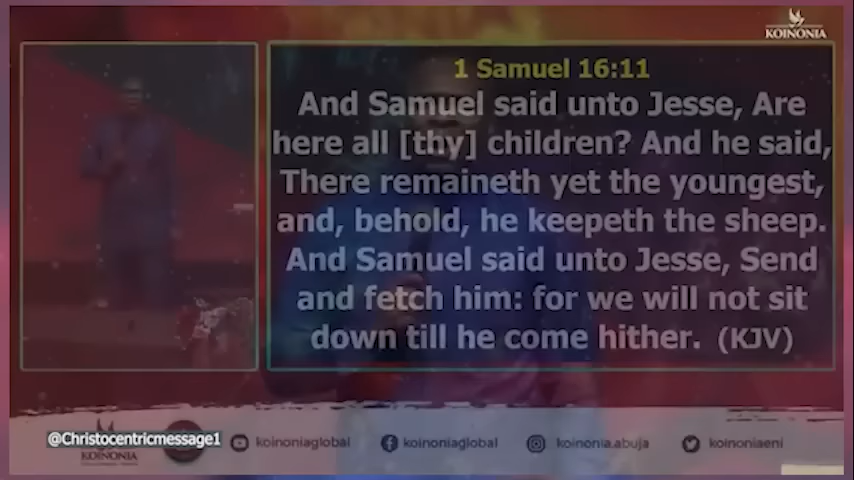 KOINONIA
1 Samuel 16:11
And Samuel said unto Jesse, Are
here all [thy] children? And he said,
There remaineth yet the youngest,
and, behold, he keepeth the sheep.
And Samuel said unto Jesse, Send
and fetch him: for we will not sit
down till he come hither. (KJV)
@Christocentricmessage1
KOINONIA
koinoniaglobal
koinoniaglobal
koinonia.abuja
koinoniaeni